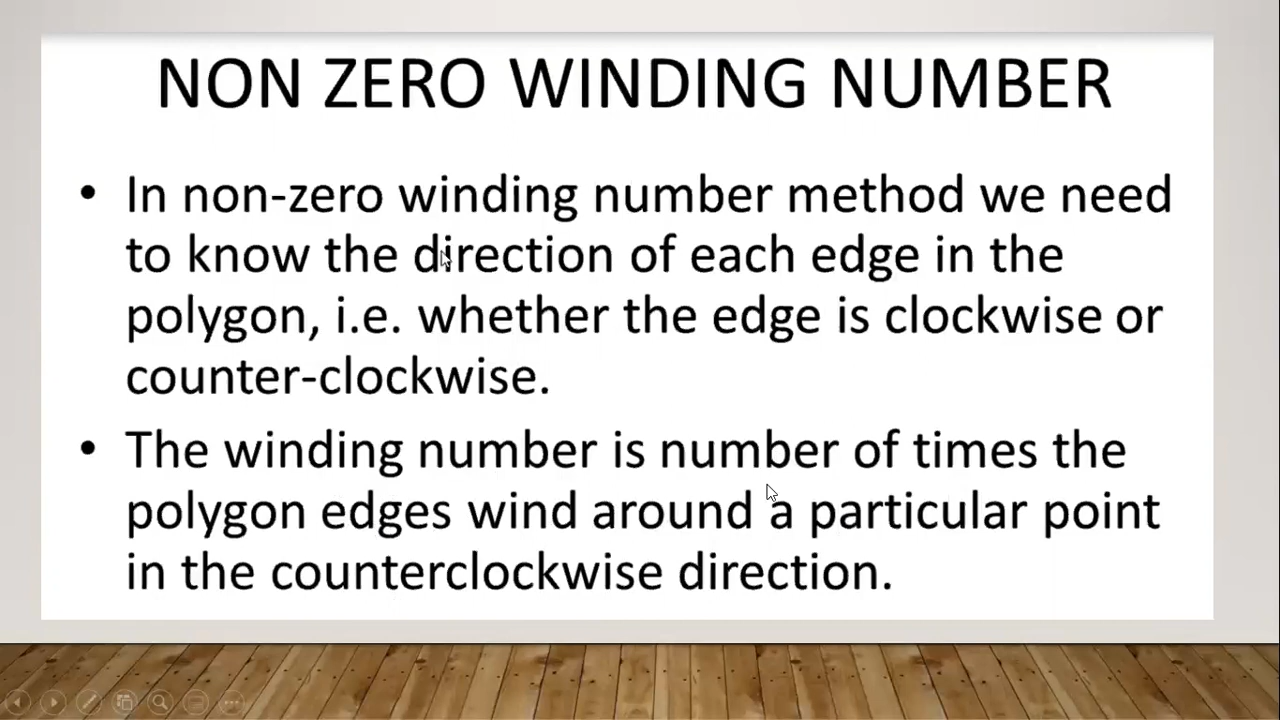 NON ZERO WINDING NUMBER
• In non-zero winding number method we need
to know the direction of each edge in the
polygon, i.e. whether the edge is clockwise or
counter-clockwise.
• The winding number is number of times the
polygon edges wind around a particular point
in the counterclockwise direction.